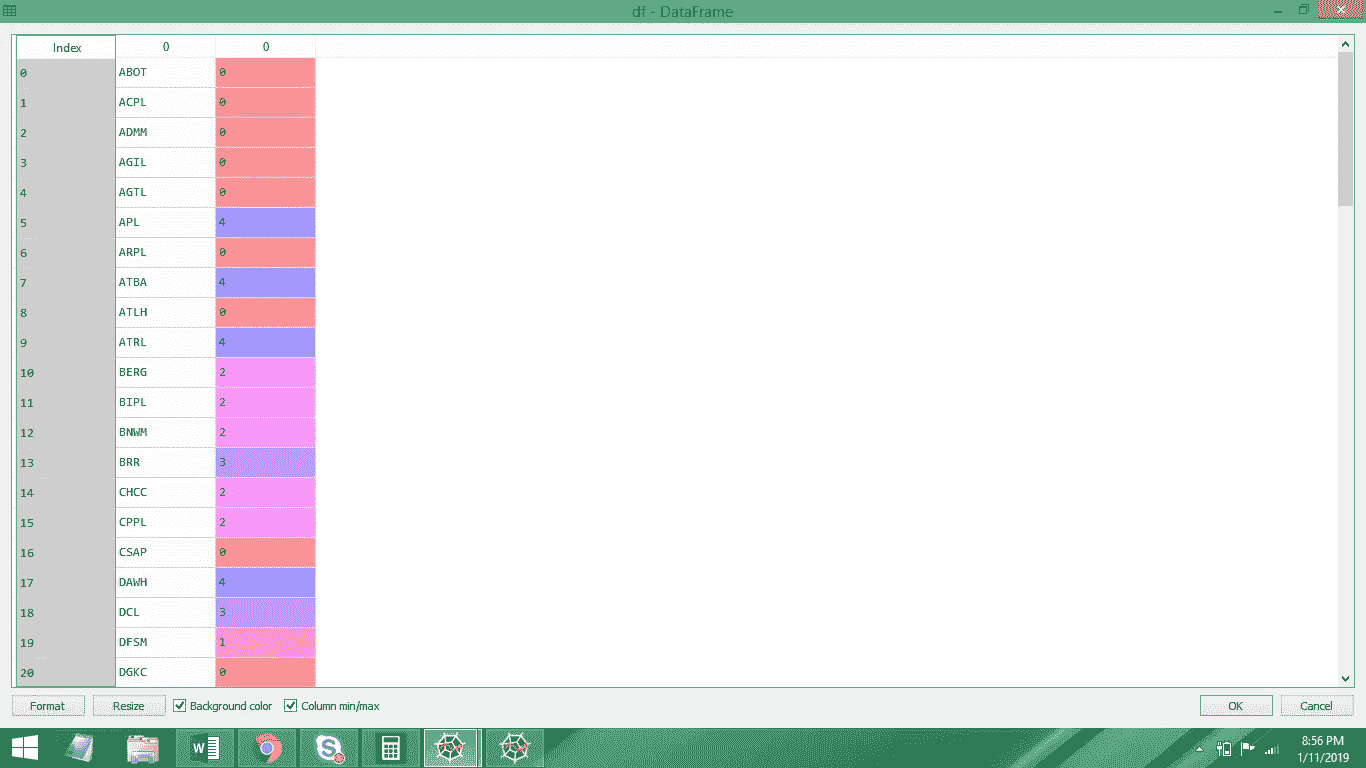 df - DataFrame
Index 0 0
0 ABOT 0
1 ACPL 0
2 ADMM 0
3 AGIL 0
4 AGTL 0
5 APL 4
6 ARPL 0
7 ATBA 4
8 ATLH 0
9 ATRL 4
10 BERG 2
11 BIPL 2
12 BNWM 2
13 BRR 3
14 CHCC 2
15 CPPL 2
16 CSAP 0
17 DAWH 4
18 DCL 3
19 DFSM 1
20 DGKC 0
Format Resize Background color Column min/max OK Cancel
8:56 PM
1/11/2019